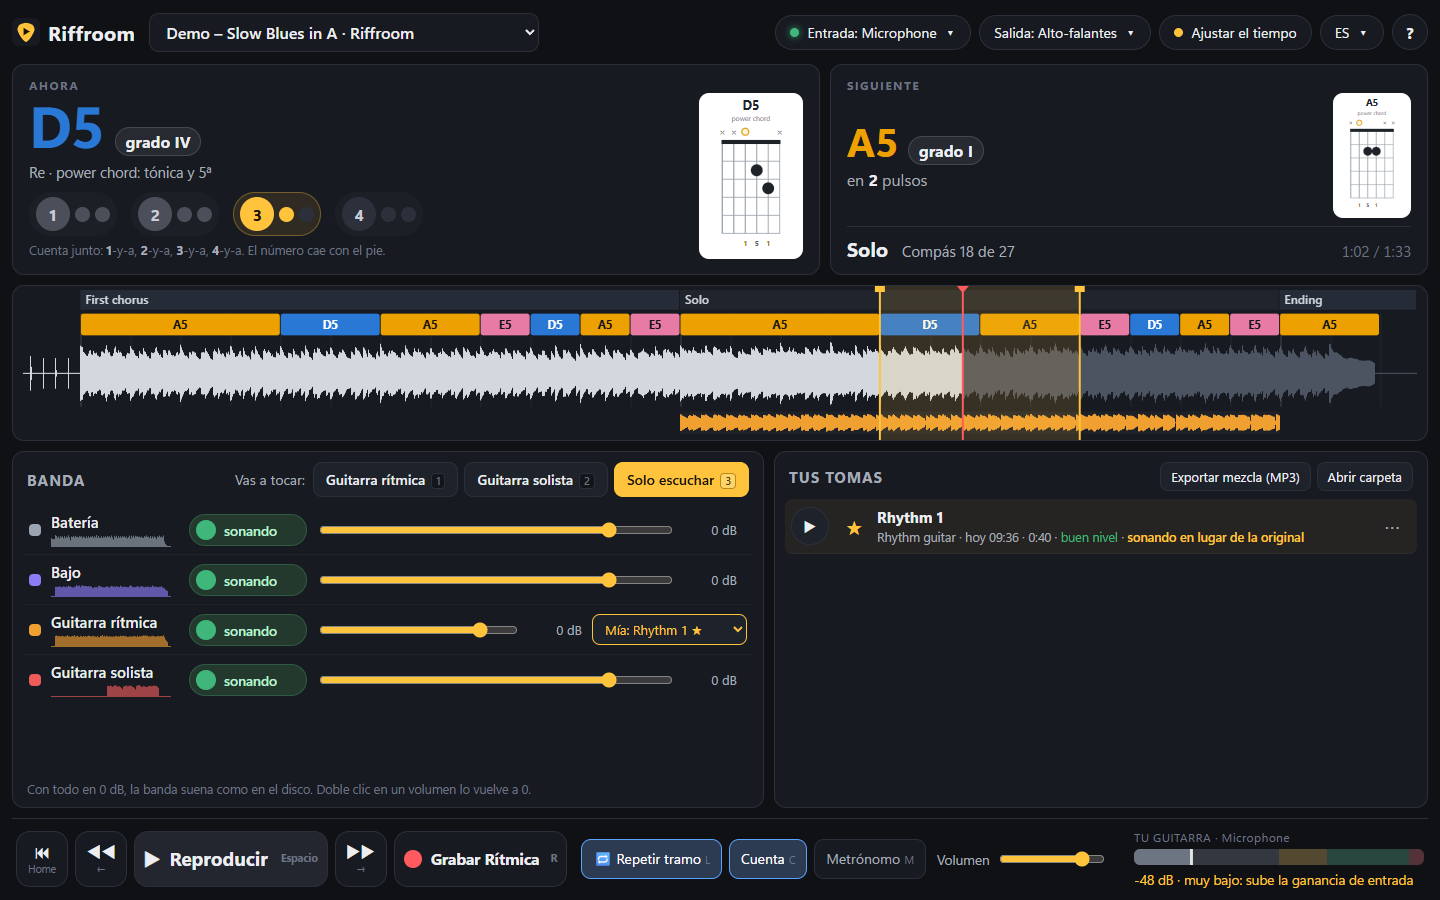 Riffroom
Demo – Slow Blues in A · Riffroom
Entrada: Microphone
Salida: Alto-falantes
Ajustar el tiempo
ES
?
AHORA
D5 grado IV
Re · power chord: tónica y 5ª
1 2 3 4
Cuenta junto: 1-y-a, 2-y-a, 3-y-a, 4-y-a. El número cae con el pie.
D5
power chord
× × ×
1 5 1
SIGUIENTE
A5 grado I
en 2 pulsos
A5
power chord
× × ×
1 5 1
Solo Compás 18 de 27 1:02 / 1:33
First chorus Solo Ending
A5 D5 A5 E5 D5 A5 E5 A5 D5 A5 E5 D5 A5 E5 A5
BANDA
Vas a tocar: Guitarra rítmica 1 Guitarra solista 2 Solo escuchar 3
Batería sonando 0 dB
Bajo sonando 0 dB
Guitarra rítmica sonando 0 dB Mía: Rhythm 1 ★
Guitarra solista sonando 0 dB
Con todo en 0 dB, la banda suena como en el disco. Doble clic en un volumen lo vuelve a 0.
TUS TOMAS
Exportar mezcla (MP3) Abrir carpeta
Rhythm 1
Rhythm guitar · hoy 09:36 · 0:40 · buen nivel · sonando en lugar de la original
Home
←
Reproducir Espacio
→
Grabar Rítmica R
Repetir tramo L
Cuenta C
Metrónomo M
Volumen
TU GUITARRA · Microphone
-48 dB · muy bajo: sube la ganancia de entrada